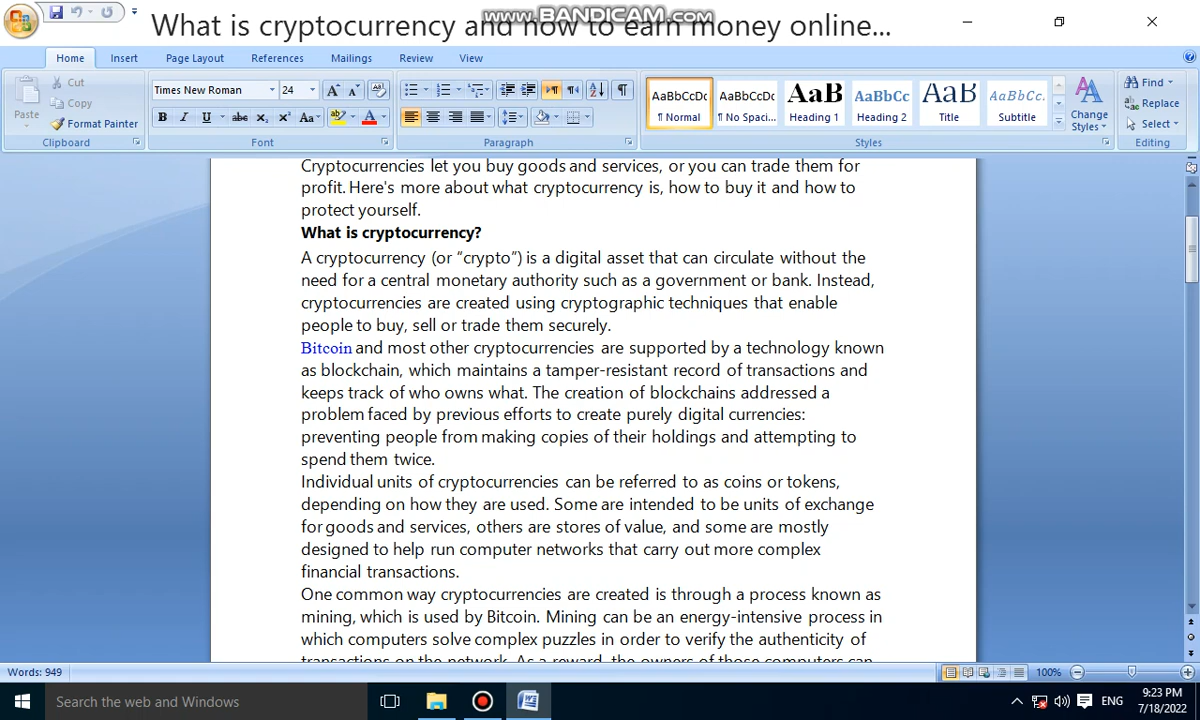 www.BANDICAM.com
What is cryptocurrency and how to earn money online...
Home Insert Page Layout References Mailings Review View
Paste
Cut
Copy
Format Painter
Clipboard
Times New Roman 24
Font
Paragraph
AaBbCcDc
¶ Normal
AaBbCcDc
¶ No Spaci...
AaB
Heading 1
AaBbCc
Heading 2
AaB
Title
AaBbCc.
Subtitle
Change
Styles
Styles
Find
Replace
Select
Editing
Cryptocurrencies let you buy goods and services, or you can trade them for
profit. Here's more about what cryptocurrency is, how to buy it and how to
protect yourself.
What is cryptocurrency?
A cryptocurrency (or “crypto”) is a digital asset that can circulate without the
need for a central monetary authority such as a government or bank. Instead,
cryptocurrencies are created using cryptographic techniques that enable
people to buy, sell or trade them securely.
Bitcoin and most other cryptocurrencies are supported by a technology known
as blockchain, which maintains a tamper-resistant record of transactions and
keeps track of who owns what. The creation of blockchains addressed a
problem faced by previous efforts to create purely digital currencies:
preventing people from making copies of their holdings and attempting to
spend them twice.
Individual units of cryptocurrencies can be referred to as coins or tokens,
depending on how they are used. Some are intended to be units of exchange
for goods and services, others are stores of value, and some are mostly
designed to help run computer networks that carry out more complex
financial transactions.
One common way cryptocurrencies are created is through a process known as
mining, which is used by Bitcoin. Mining can be an energy-intensive process in
which computers solve complex puzzles in order to verify the authenticity of
transactions on the network. As a reward, the owners of those computers can
Words: 949
100%
Search the web and Windows
ENG
9:23 PM
7/18/2022